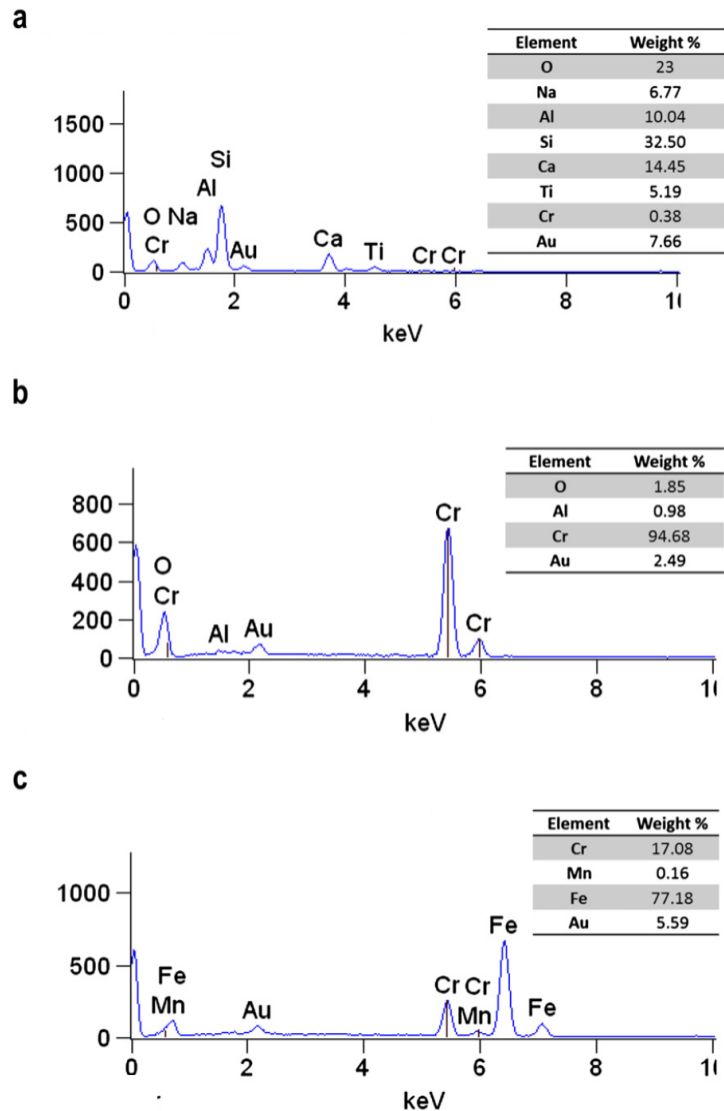 a
Element Weight %
O 23
Na 6.77
Al 10.04
Si 32.50
Ca 14.45
Ti 5.19
Cr 0.38
Au 7.66
1500
1000
500
0
Si
Al
O Na
Cr
Au
Ca
Ti
Cr Cr
0 2 4 6 8 10
keV
b
Element Weight %
O 1.85
Al 0.98
Cr 94.68
Au 2.49
800
600
400
200
0
O
Cr
Al
Au
Cr
Cr
0 2 4 6 8 10
keV
c
Element Weight %
Cr 17.08
Mn 0.16
Fe 77.18
Au 5.59
1000
500
0
Fe
Mn
Au
Cr
Cr
Mn
Fe
Fe
0 2 4 6 8 10
keV